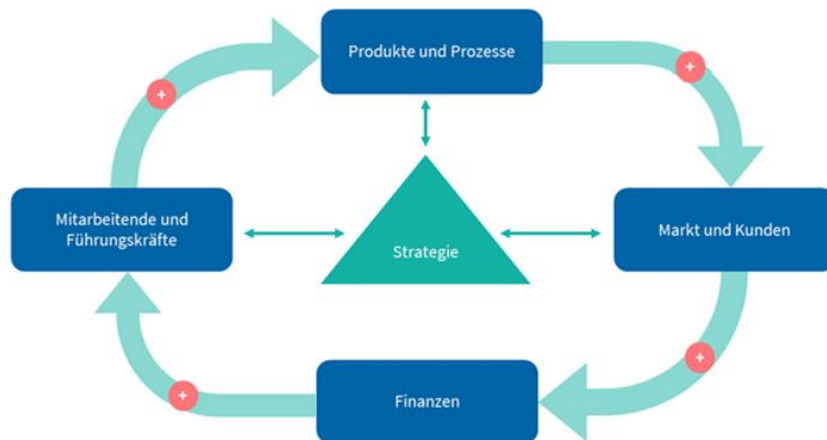 Produkte und Prozesse
+
+
Mitarbeitende und
Führungskräfte
Strategie
Markt und Kunden
+
+
Finanzen